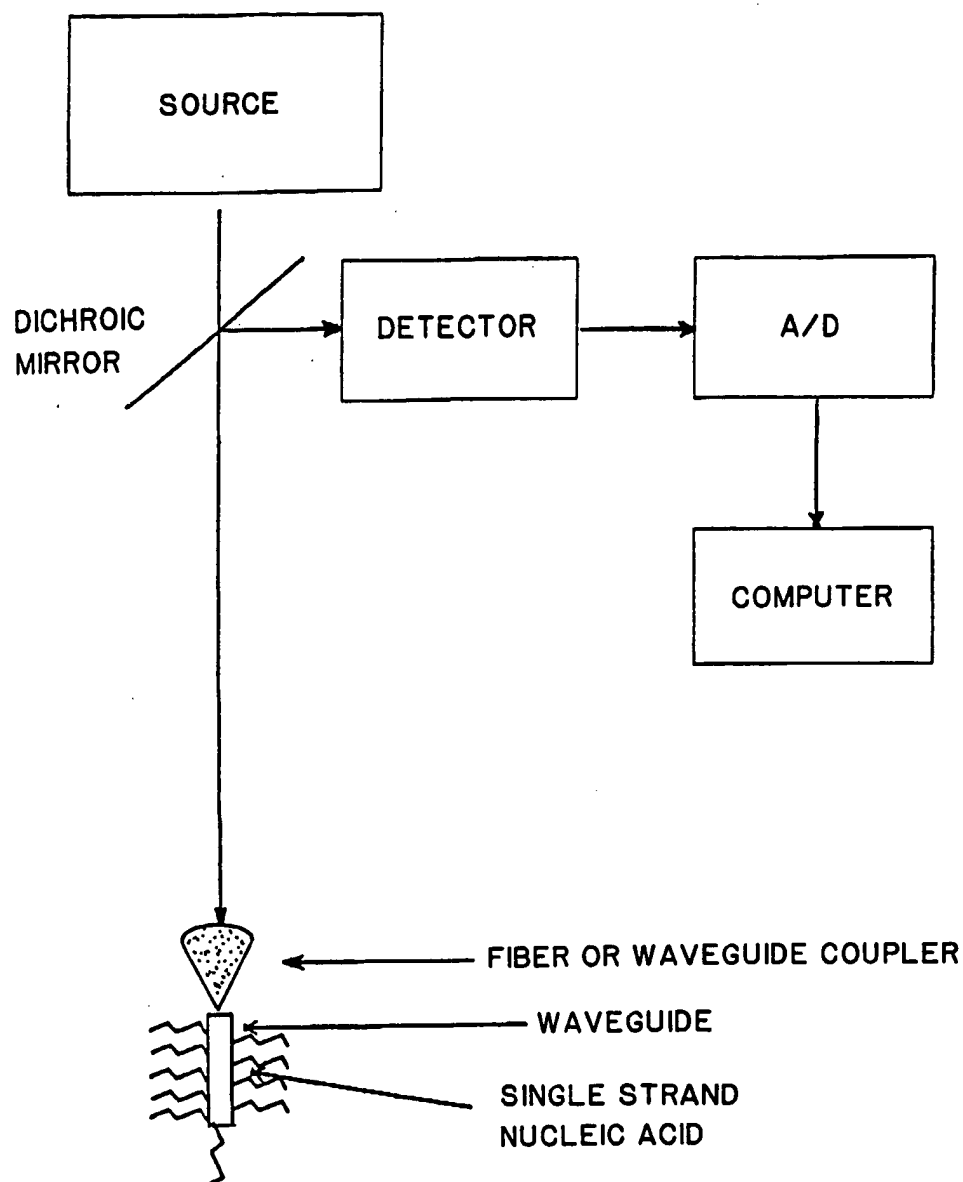 SOURCE
DICHROIC
MIRROR
DETECTOR
A/D
COMPUTER
FIBER OR WAVEGUIDE COUPLER
WAVEGUIDE
SINGLE STRAND
NUCLEIC ACID